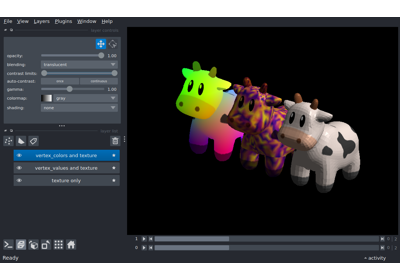 File View Layers Plugins Window Help
opacity: 1.00
blending: translucent
contrast limits:
auto-contrast: once continuous
gamma: 1.00
colormap: gray
shading: none
vertex_colors and texture
vertex_values and texture
texture only
1
0
Ready activity